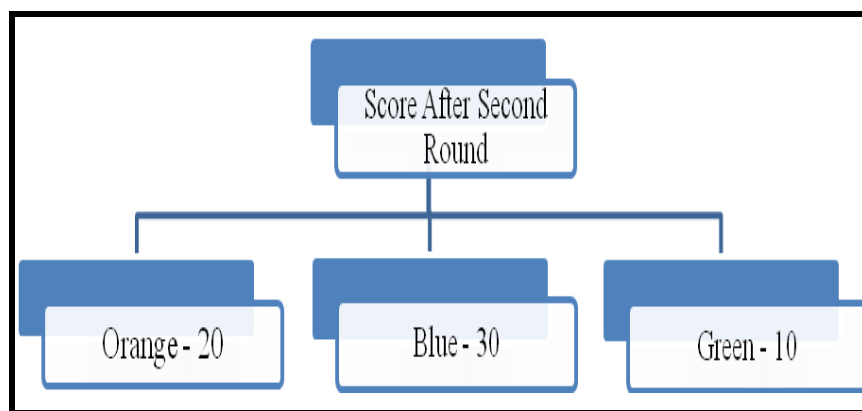 Score After Second
Round
Orange - 20
Blue - 30
Green - 10